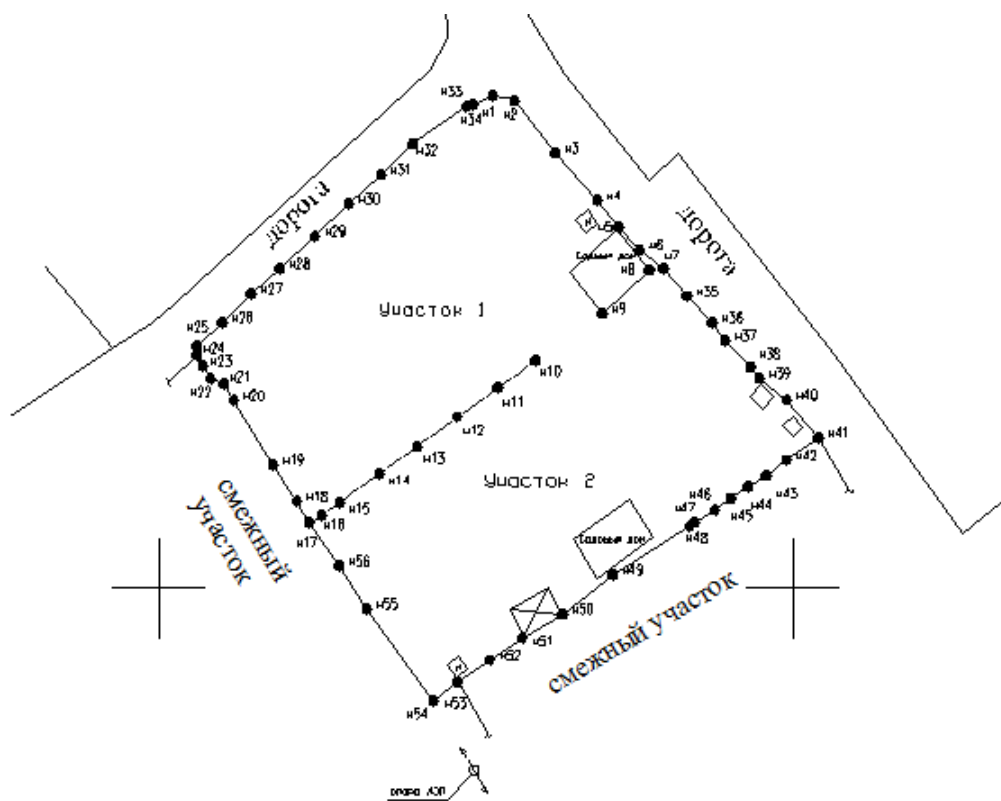 н33
н34
н1
н2
н32
н3
н31
н30
н4
дорога
н29
дорога
н
н5
н6
н28
Садовый дом
н7
н8
н27
н35
Участок 1
н9
н26
н36
н25
н37
н24
н23
н38
н10
н22
н21
н39
н20
н11
н40
н12
н41
н13
н42
н19
н14
н43
Участок 2
н44
смежный
участок
н18
н15
н46
н45
н16
н47
н17
н48
Садовый дом
н56
н49
н55
н50
смежный участок
н51
н52
н
н53
н54
опора ЛЭП